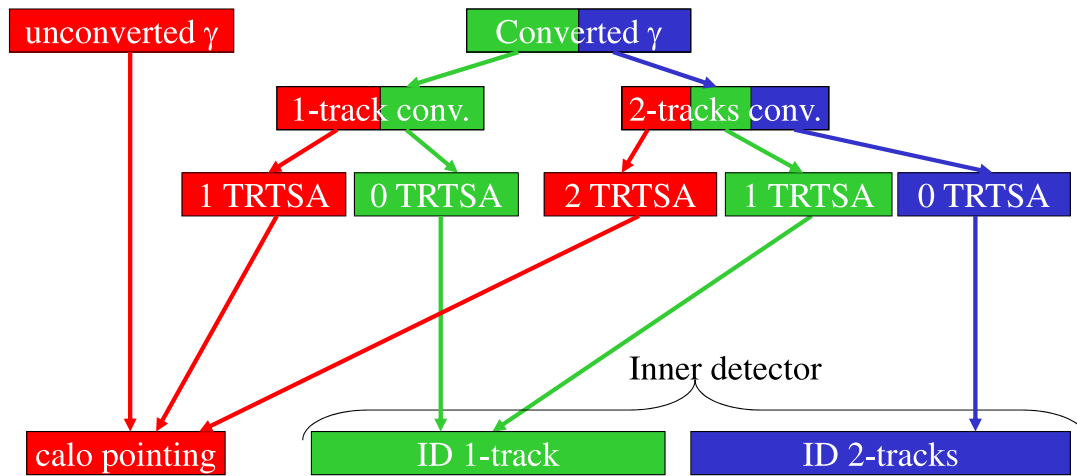 unconverted γ
Converted γ
1-track conv.
2-tracks conv.
1 TRTSA
0 TRTSA
2 TRTSA
1 TRTSA
0 TRTSA
Inner detector
calo pointing
ID 1-track
ID 2-tracks